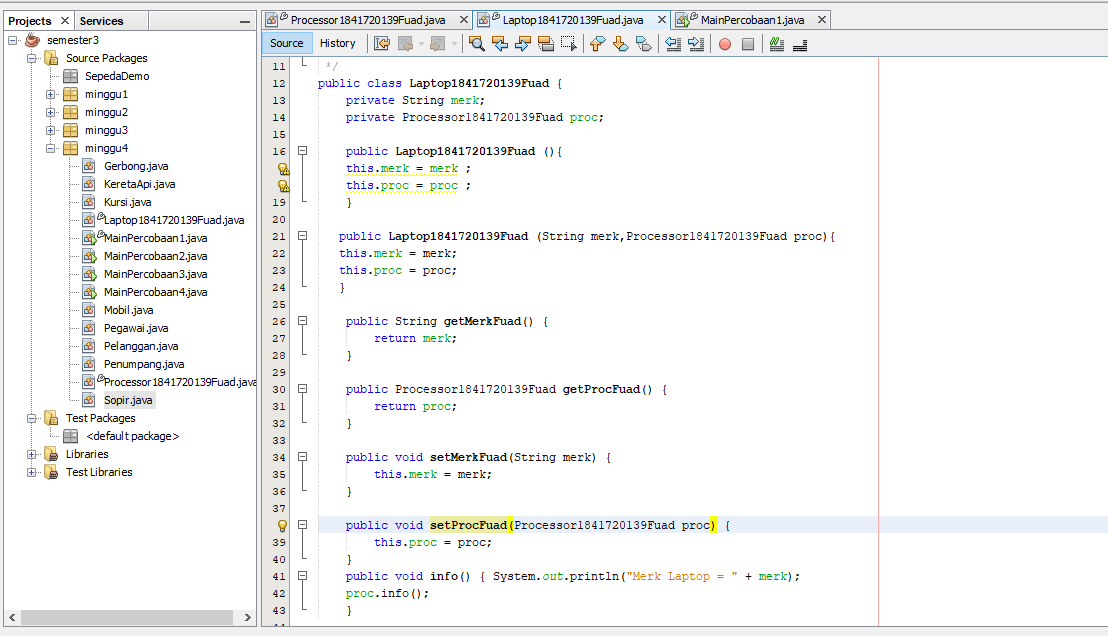 Projects
Services
semester3
Source Packages
SepedaDemo
minggu1
minggu2
minggu3
minggu4
Gerbong.java
KeretaApi.java
Kursi.java
Laptop1841720139Fuad.java
MainPercobaan1.java
MainPercobaan2.java
MainPercobaan3.java
MainPercobaan4.java
Mobil.java
Pegawai.java
Pelanggan.java
Penumpang.java
Processor1841720139Fuad.java
Sopir.java
Test Packages
<default package>
Libraries
Test Libraries
Processor1841720139Fuad.java
Laptop1841720139Fuad.java
MainPercobaan1.java
Source
History
11 */
12 public class Laptop1841720139Fuad {
13 private String merk;
14 private Processor1841720139Fuad proc;
15
16 public Laptop1841720139Fuad (){
this.merk = merk ;
this.proc = proc ;
19 }
20
21 public Laptop1841720139Fuad (String merk,Processor1841720139Fuad proc){
22 this.merk = merk;
23 this.proc = proc;
24 }
25
26 public String getMerkFuad() {
27 return merk;
28 }
29
30 public Processor1841720139Fuad getProcFuad() {
31 return proc;
32 }
33
34 public void setMerkFuad(String merk) {
35 this.merk = merk;
36 }
37
public void setProcFuad(Processor1841720139Fuad proc) {
39 this.proc = proc;
40 }
41 public void info() { System.out.println("Merk Laptop = " + merk);
42 proc.info();
43 }